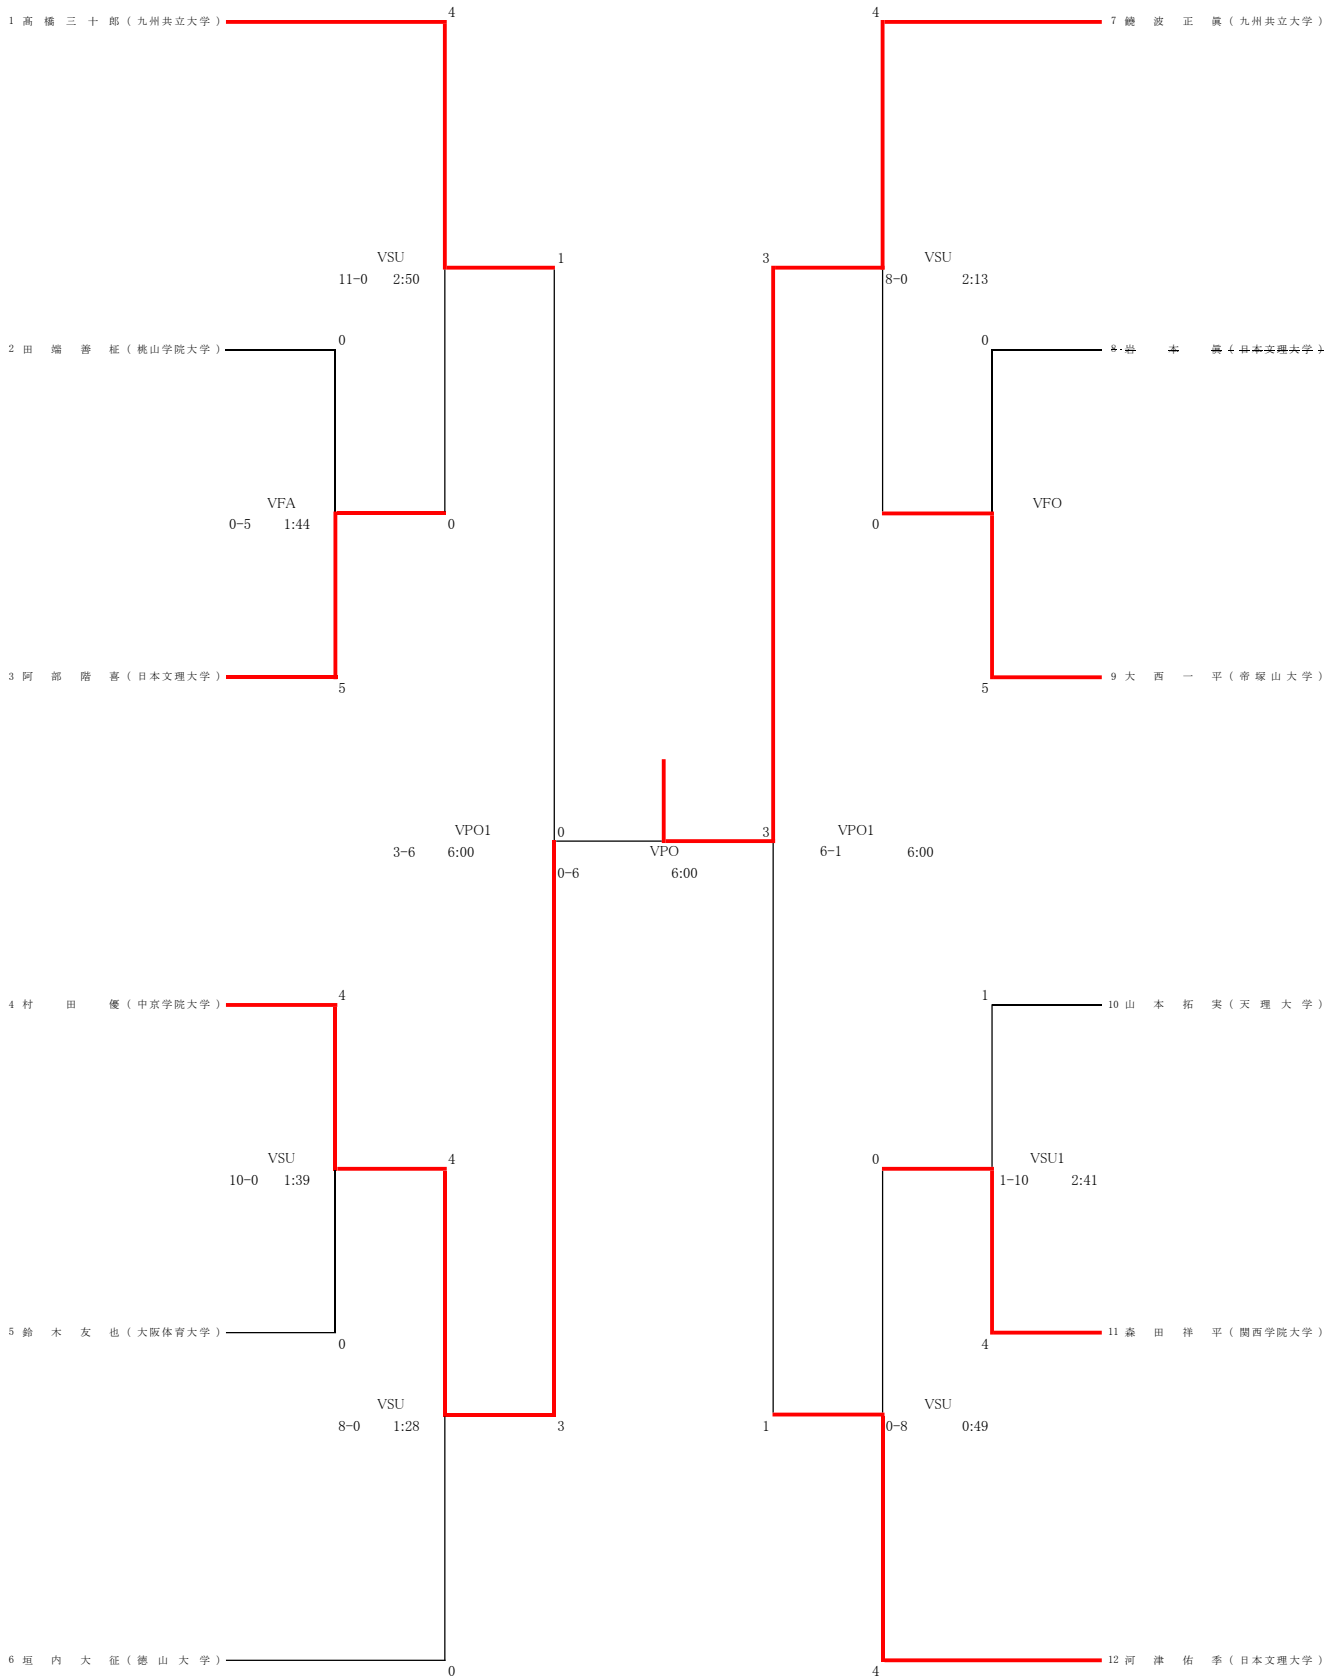 1 髙橋三十郎(九州共立大学)
4
4
7 饒波正眞(九州共立大学)
VSU
11-0 2:50
1
3
VSU
8-0 2:13
2 田端善柾(桃山学院大学)
0
0
8 岩本眞(日本文理大学)
VFA
0-5 1:44
0
0
VFO
3 阿部階喜(日本文理大学)
5
5
9 大西一平(帝塚山大学)
VPO1
3-6 6:00
0
VPO
0-6 6:00
3
VPO1
6-1 6:00
4 村田優(中京学院大学)
4
1
10 山本拓実(天理大学)
VSU
10-0 1:39
4
0
VSU1
1-10 2:41
5 鈴木友也(大阪体育大学)
0
4
11 森田祥平(関西学院大学)
VSU
8-0 1:28
3
1
VSU
0-8 0:49
6 垣内大征(徳山大学)
0
4
12 河津佑季(日本文理大学)